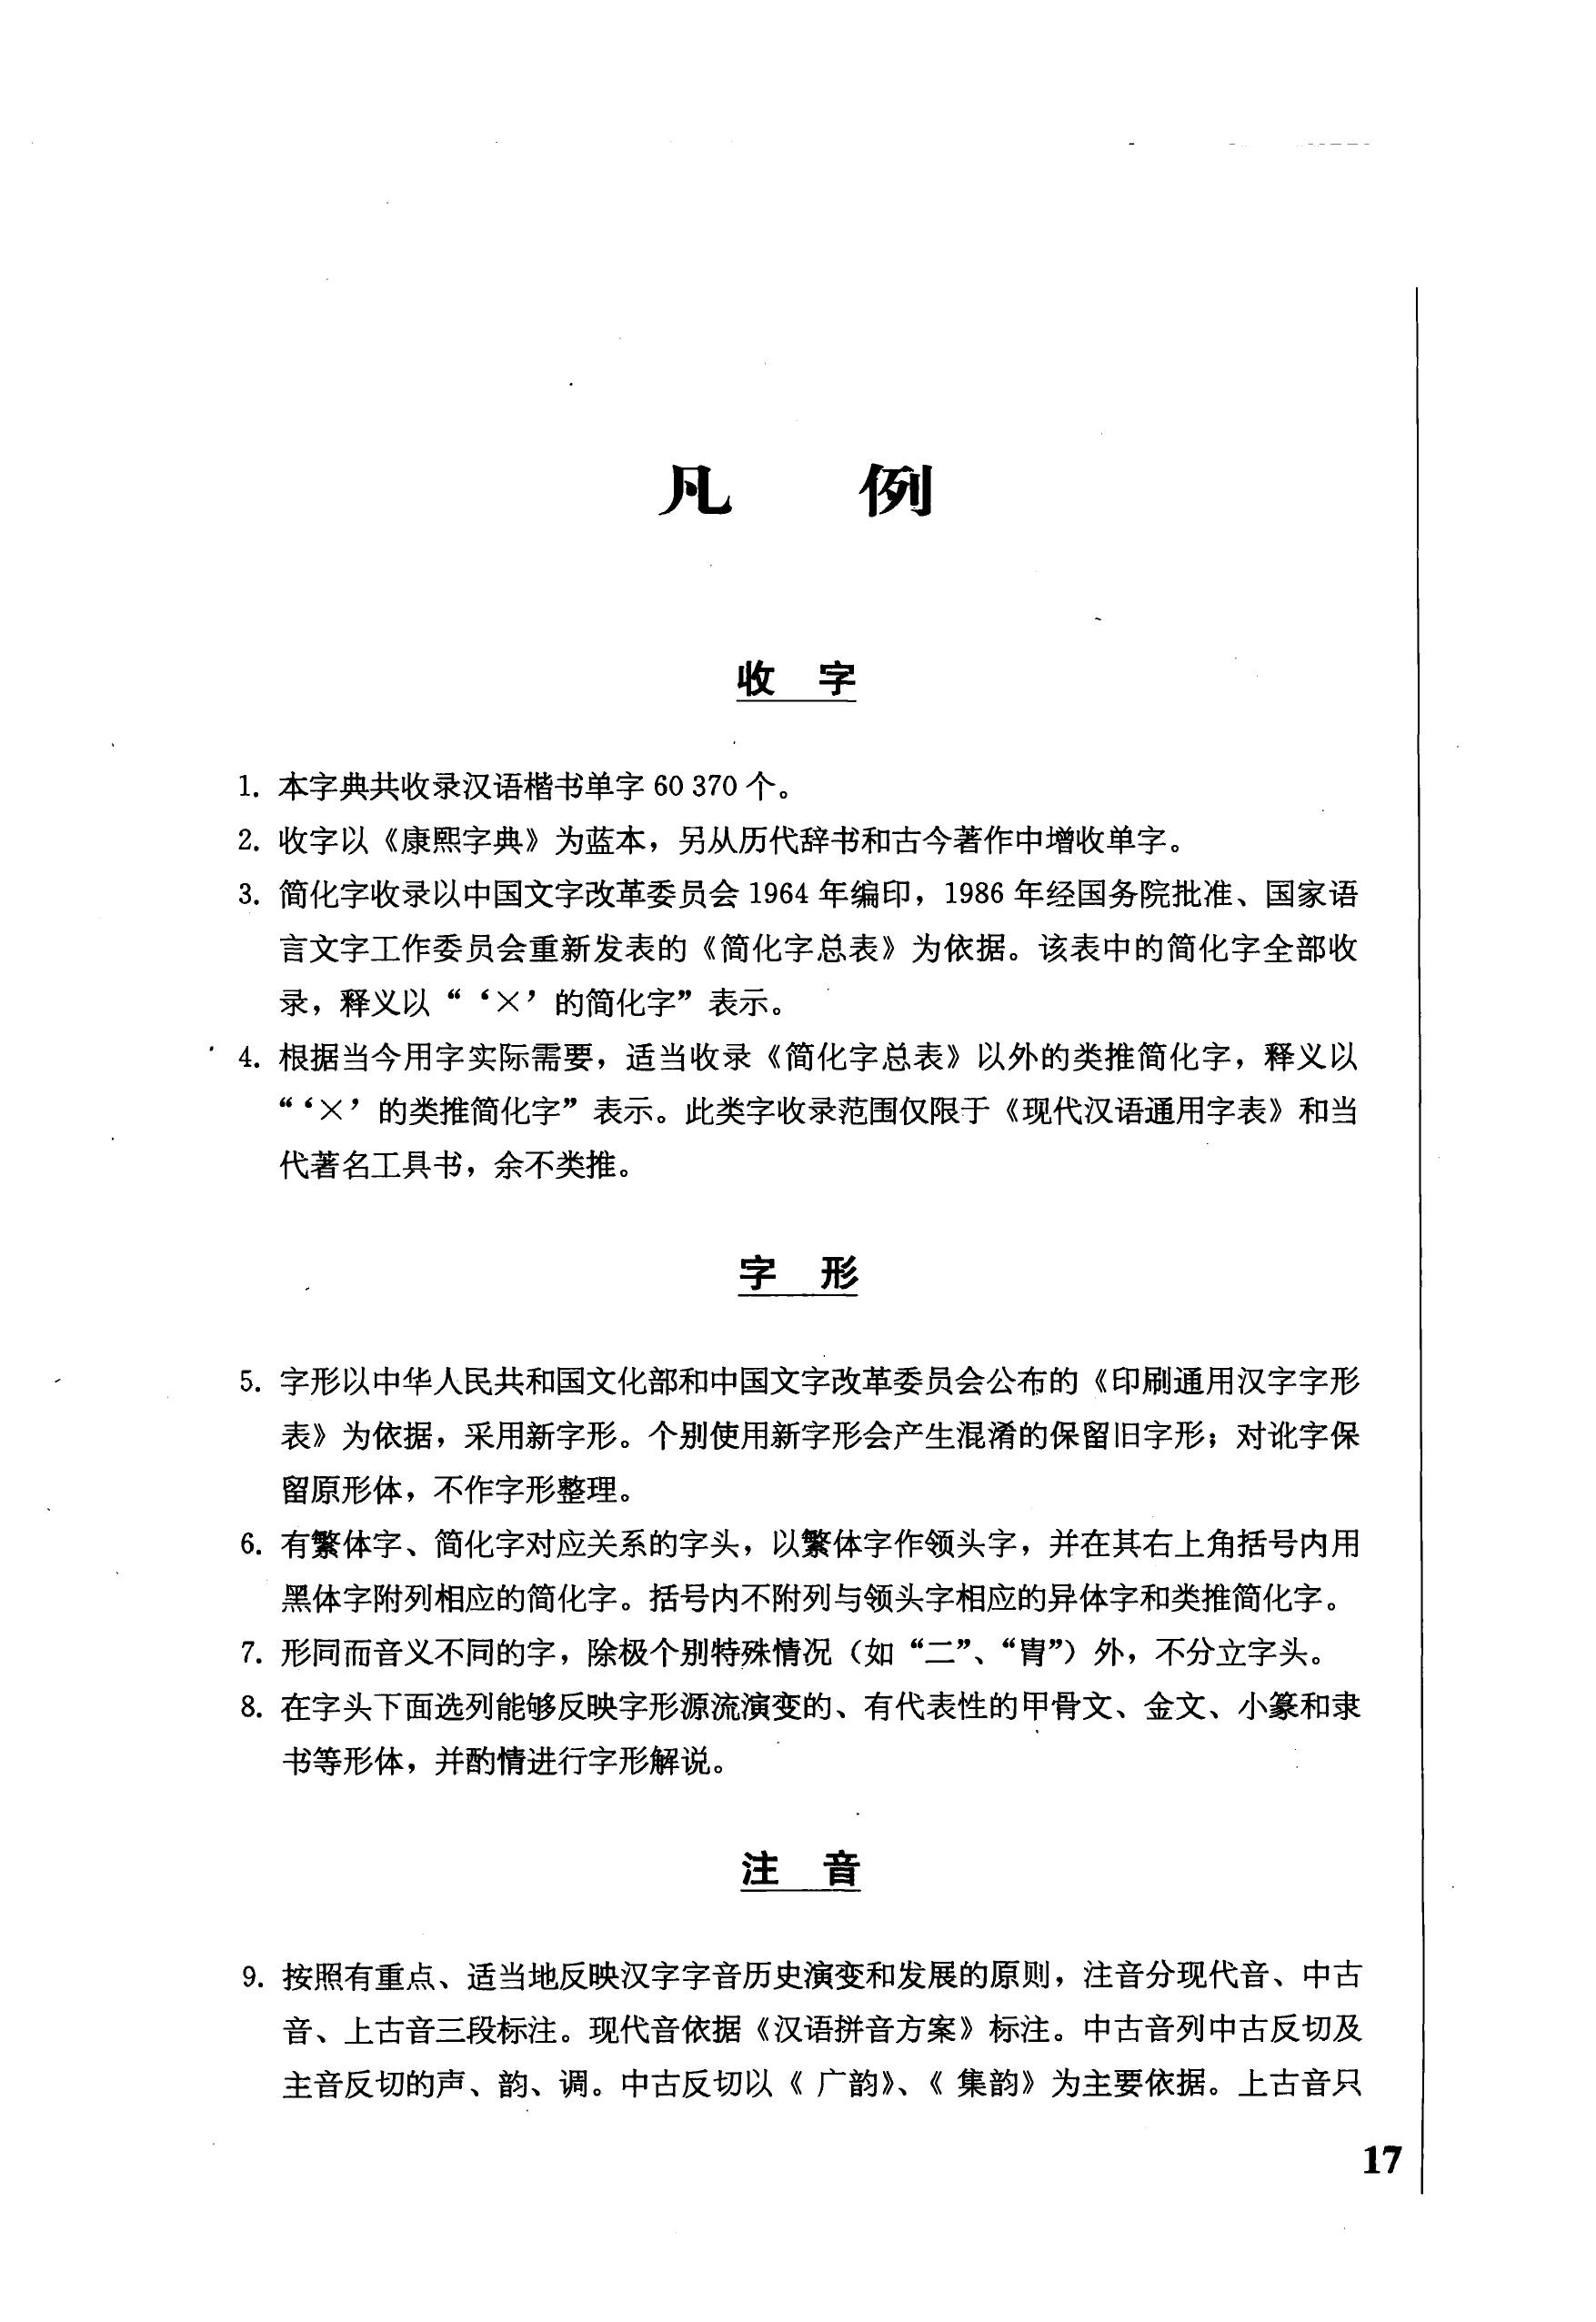 凡 例
收 字
1. 本字典共收录汉语楷书单字 60 370 个。
2. 收字以《康熙字典》为蓝本，另从历代辞书和古今著作中增收单字。
3. 简化字收录以中国文字改革委员会 1964 年编印，1986 年经国务院批准、国家语
言文字工作委员会重新发表的《简化字总表》为依据。该表中的简化字全部收
录，释义以“‘×’的简化字”表示。
4. 根据当今用字实际需要，适当收录《简化字总表》以外的类推简化字，释义以
“‘×’的类推简化字”表示。此类字收录范围仅限于《现代汉语通用字表》和当
代著名工具书，余不类推。
字 形
5. 字形以中华人民共和国文化部和中国文字改革委员会公布的《印刷通用汉字字形
表》为依据，采用新字形。个别使用新字形会产生混淆的保留旧字形；对讹字保
留原形体，不作字形整理。
6. 有繁体字、简化字对应关系的字头，以繁体字作领头字，并在其右上角括号内用
黑体字附列相应的简化字。括号内不附列与领头字相应的异体字和类推简化字。
7. 形同而音义不同的字，除极个别特殊情况（如“二”、“胄”）外，不分立字头。
8. 在字头下面选列能够反映字形源流演变的、有代表性的甲骨文、金文、小篆和隶
书等形体，并酌情进行字形解说。
注 音
9. 按照有重点、适当地反映汉字字音历史演变和发展的原则，注音分现代音、中古
音、上古音三段标注。现代音依据《汉语拼音方案》标注。中古音列中古反切及
主音反切的声、韵、调。中古反切以《广韵》、《集韵》为主要依据。上古音只
17